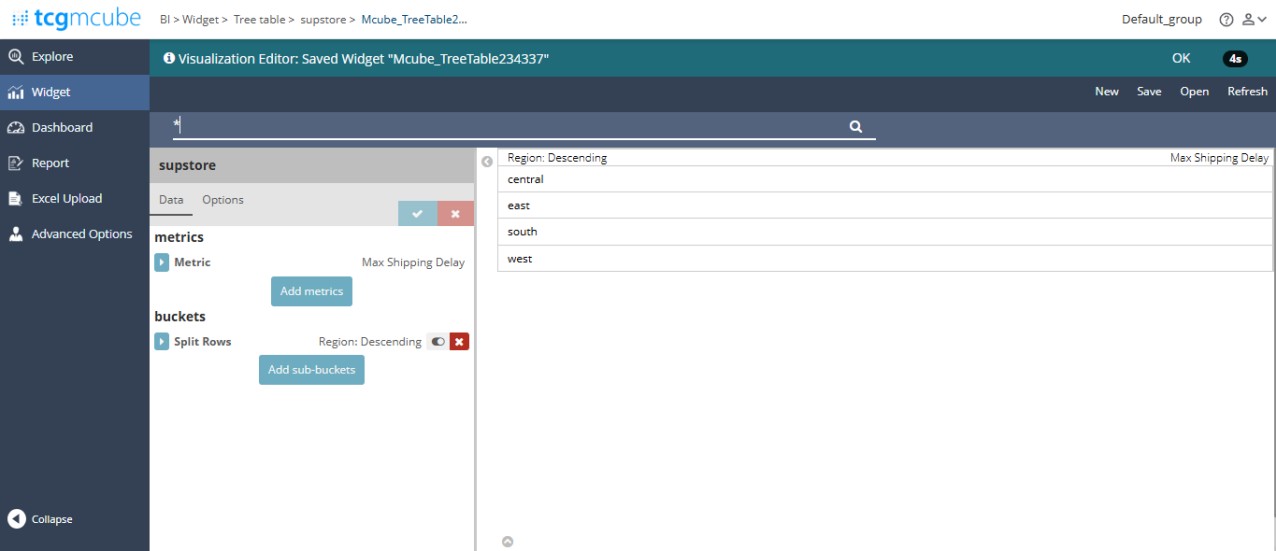 tcgmcube BI > Widget > Tree table > supstore > Mcube_TreeTable2... Default_group
Explore
Visualization Editor: Saved Widget "Mcube_TreeTable234337" OK 4s
Widget
New Save Open Refresh
Dashboard
*
Report
supstore
Region: Descending Max Shipping Delay
central
Excel Upload
Data Options
east
Advanced Options
metrics
south
Metric Max Shipping Delay
west
Add metrics
buckets
Split Rows Region: Descending
Add sub-buckets
Collapse